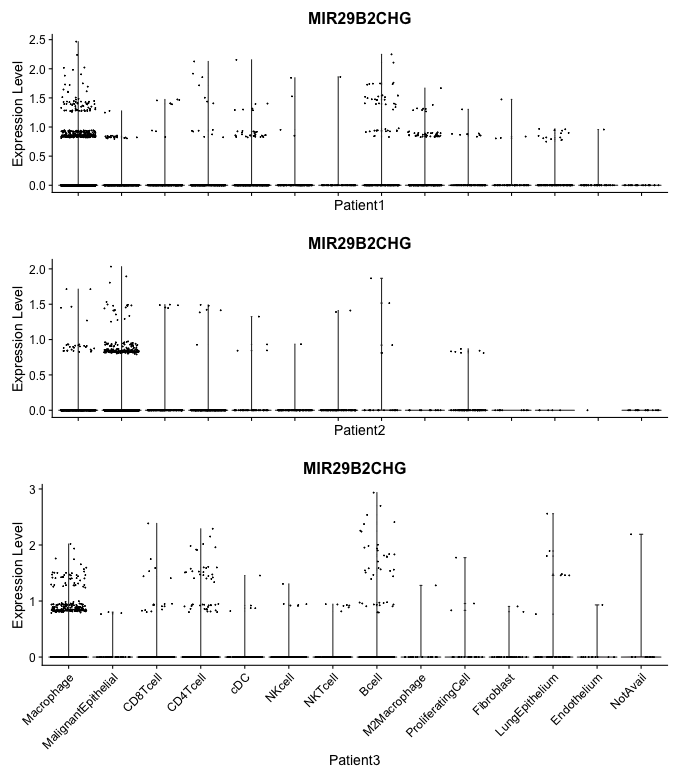 MIR29B2CHG
Expression Level
2.5
2.0
1.5
1.0
0.5
0.0
Patient1
MIR29B2CHG
Expression Level
2.0
1.5
1.0
0.5
0.0
Patient2
MIR29B2CHG
Expression Level
3
2
1
0
Macrophage
MalignantEpithelial
CD8Tcell
CD4Tcell
cDC
NKcell
NKTcell
Bcell
M2Macrophage
ProliferatingCell
Fibroblast
LungEpithelium
Endothelium
NotAvail
Patient3